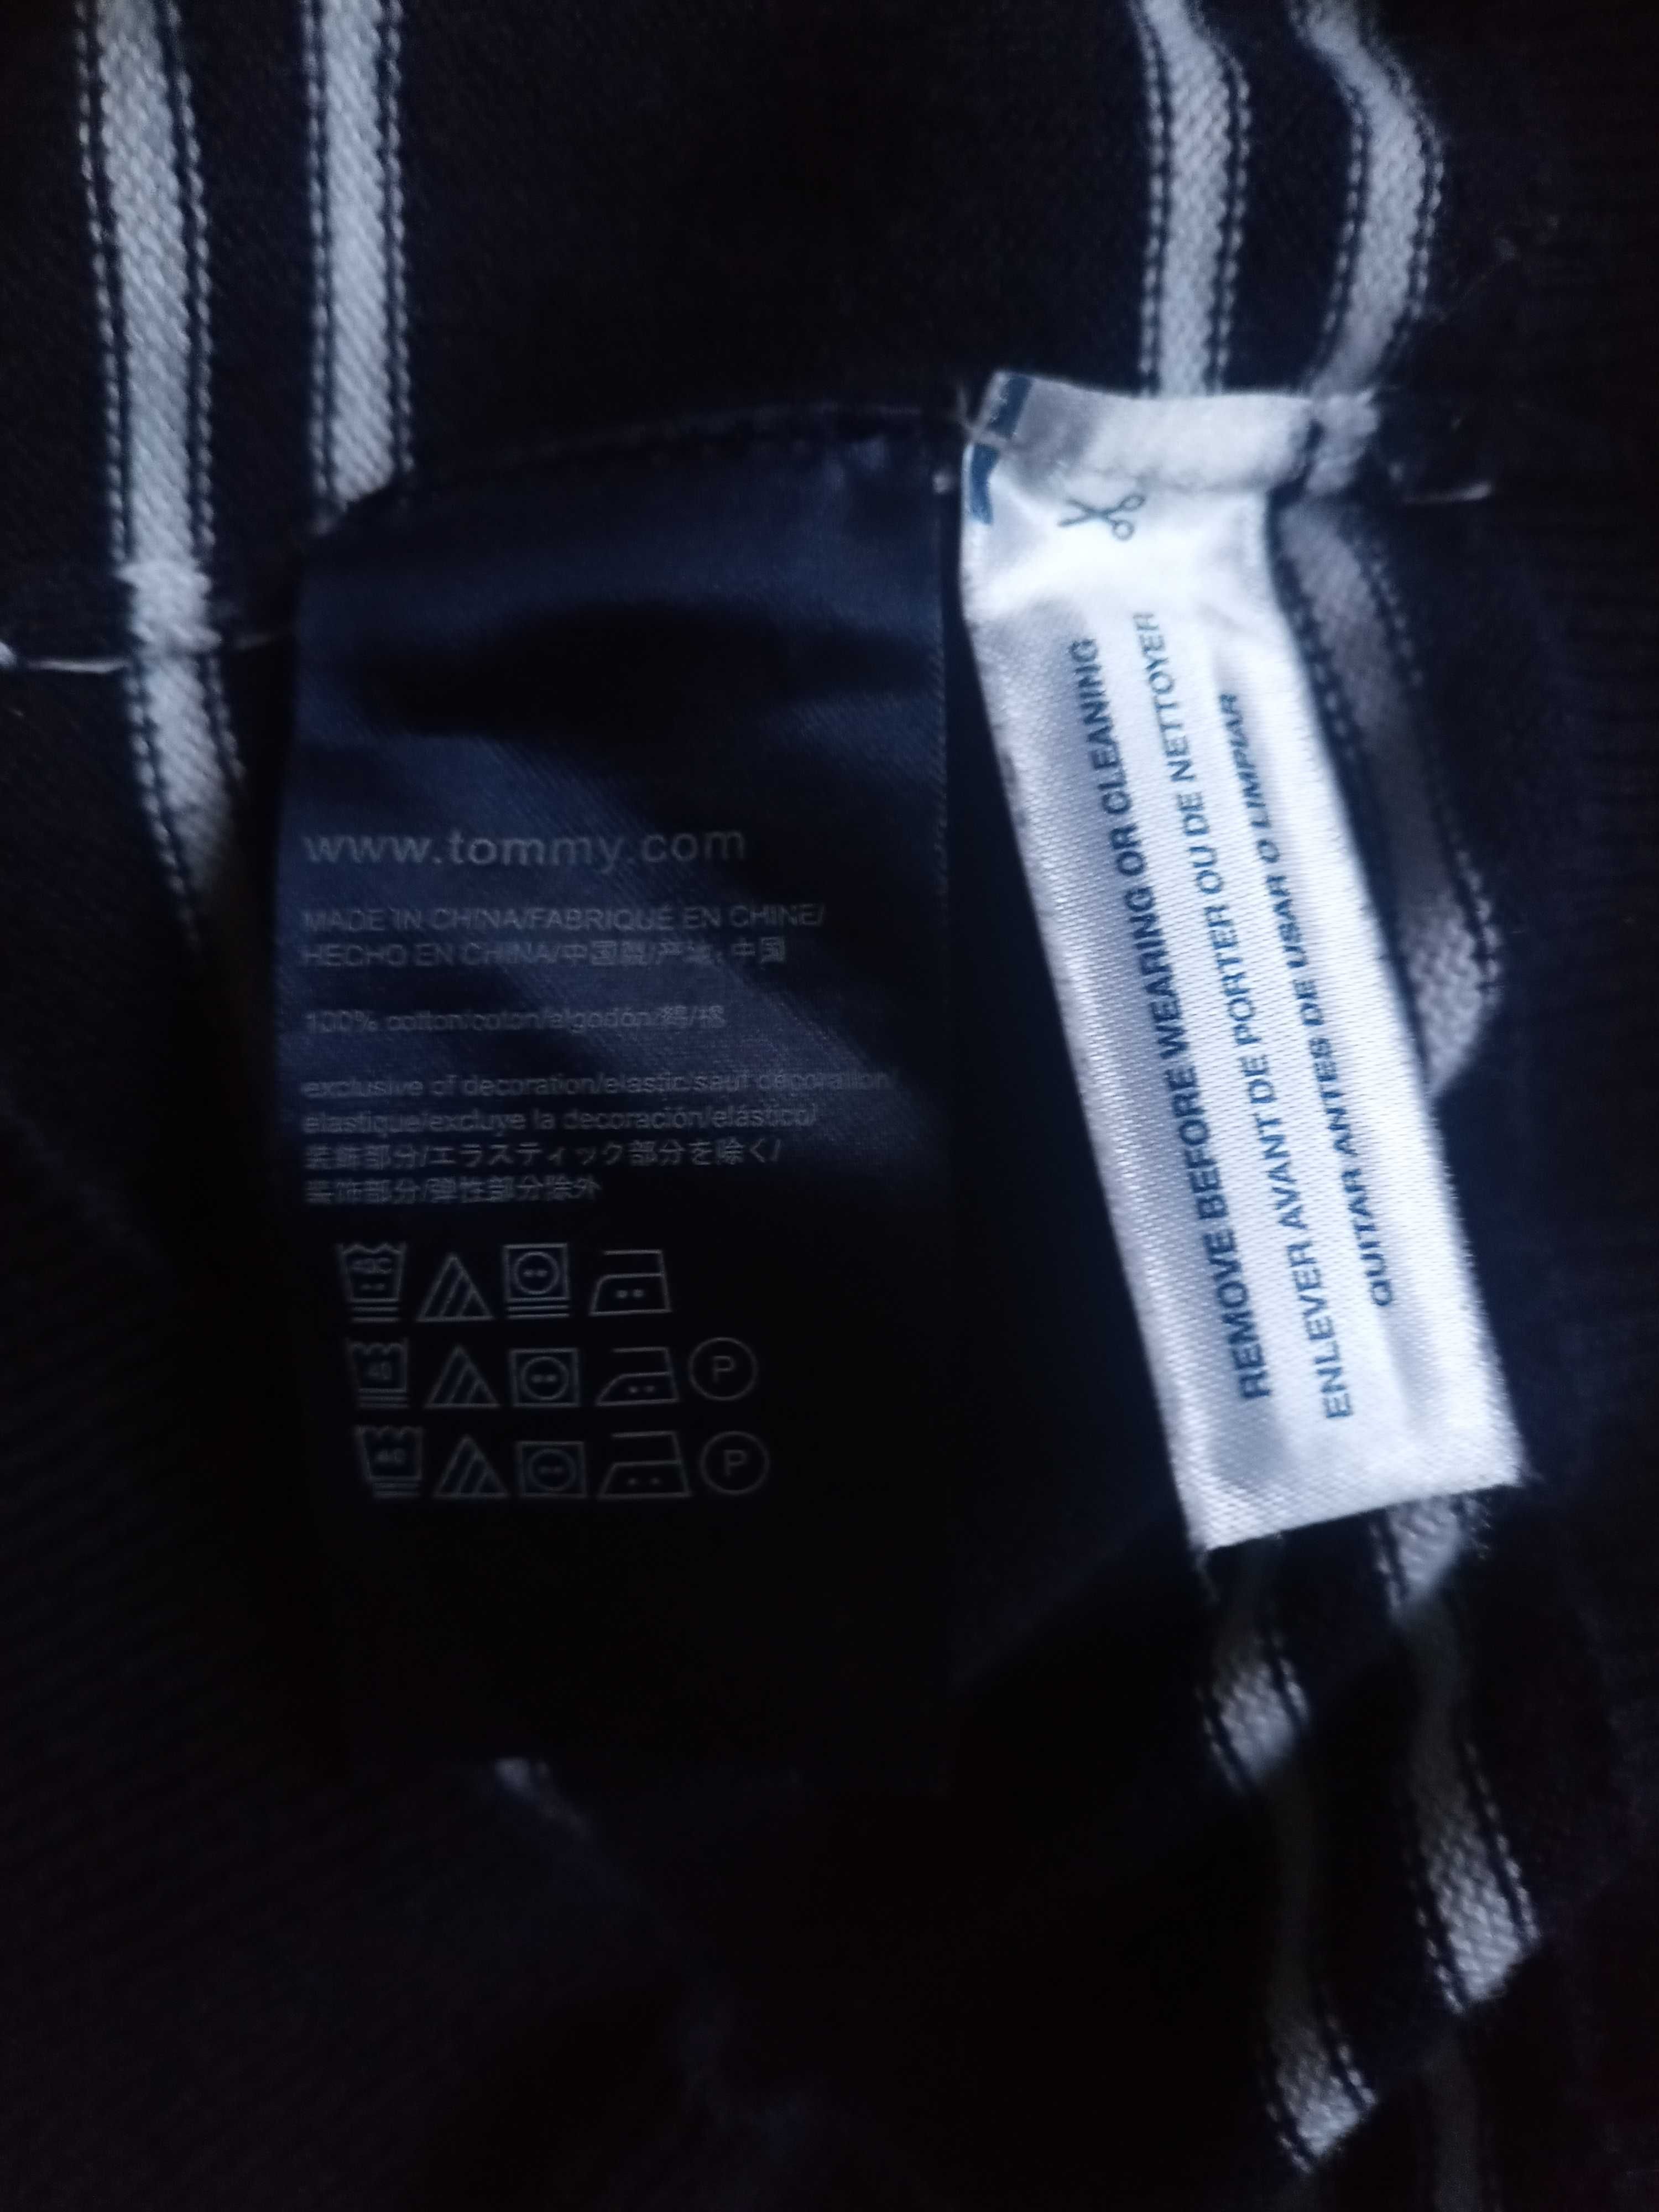 www.tommy.com
MADE IN CHINA/FABRIQUÉ EN CHINE/
HECHO EN CHINA/中国製/产地:中国
100% cotton/coton/algodón/綿/棉
exclusive of decoration/elastic/sauf décoration/
élastique/excluye la decoración/elástico/
装飾部分/エラスティック部分を除く/
装饰部分/弹性部分除外
40
40 P
40 P
REMOVE BEFORE WEARING OR CLEANING
ENLEVER AVANT DE PORTER OU DE NETTOYER
QUITAR ANTES DE USAR O LIMPIAR